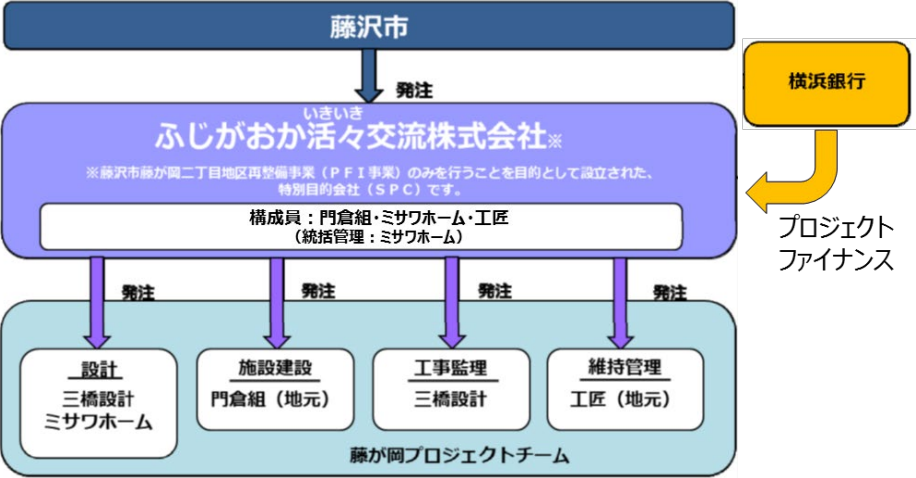 藤沢市
発注
横浜銀行
いきいき
ふじがおか活々交流株式会社※
※藤沢市藤が岡二丁目地区再整備事業（ＰＦＩ事業）のみを行うことを目的として設立された、
特別目的会社（ＳＰＣ）です。
構成員：門倉組・ミサワホーム・工匠
（統括管理：ミサワホーム）
プロジェクト
ファイナンス
発注
発注
発注
発注
設計
三橋設計
ミサワホーム
施設建設
門倉組（地元）
工事監理
三橋設計
維持管理
工匠（地元）
藤が岡プロジェクトチーム